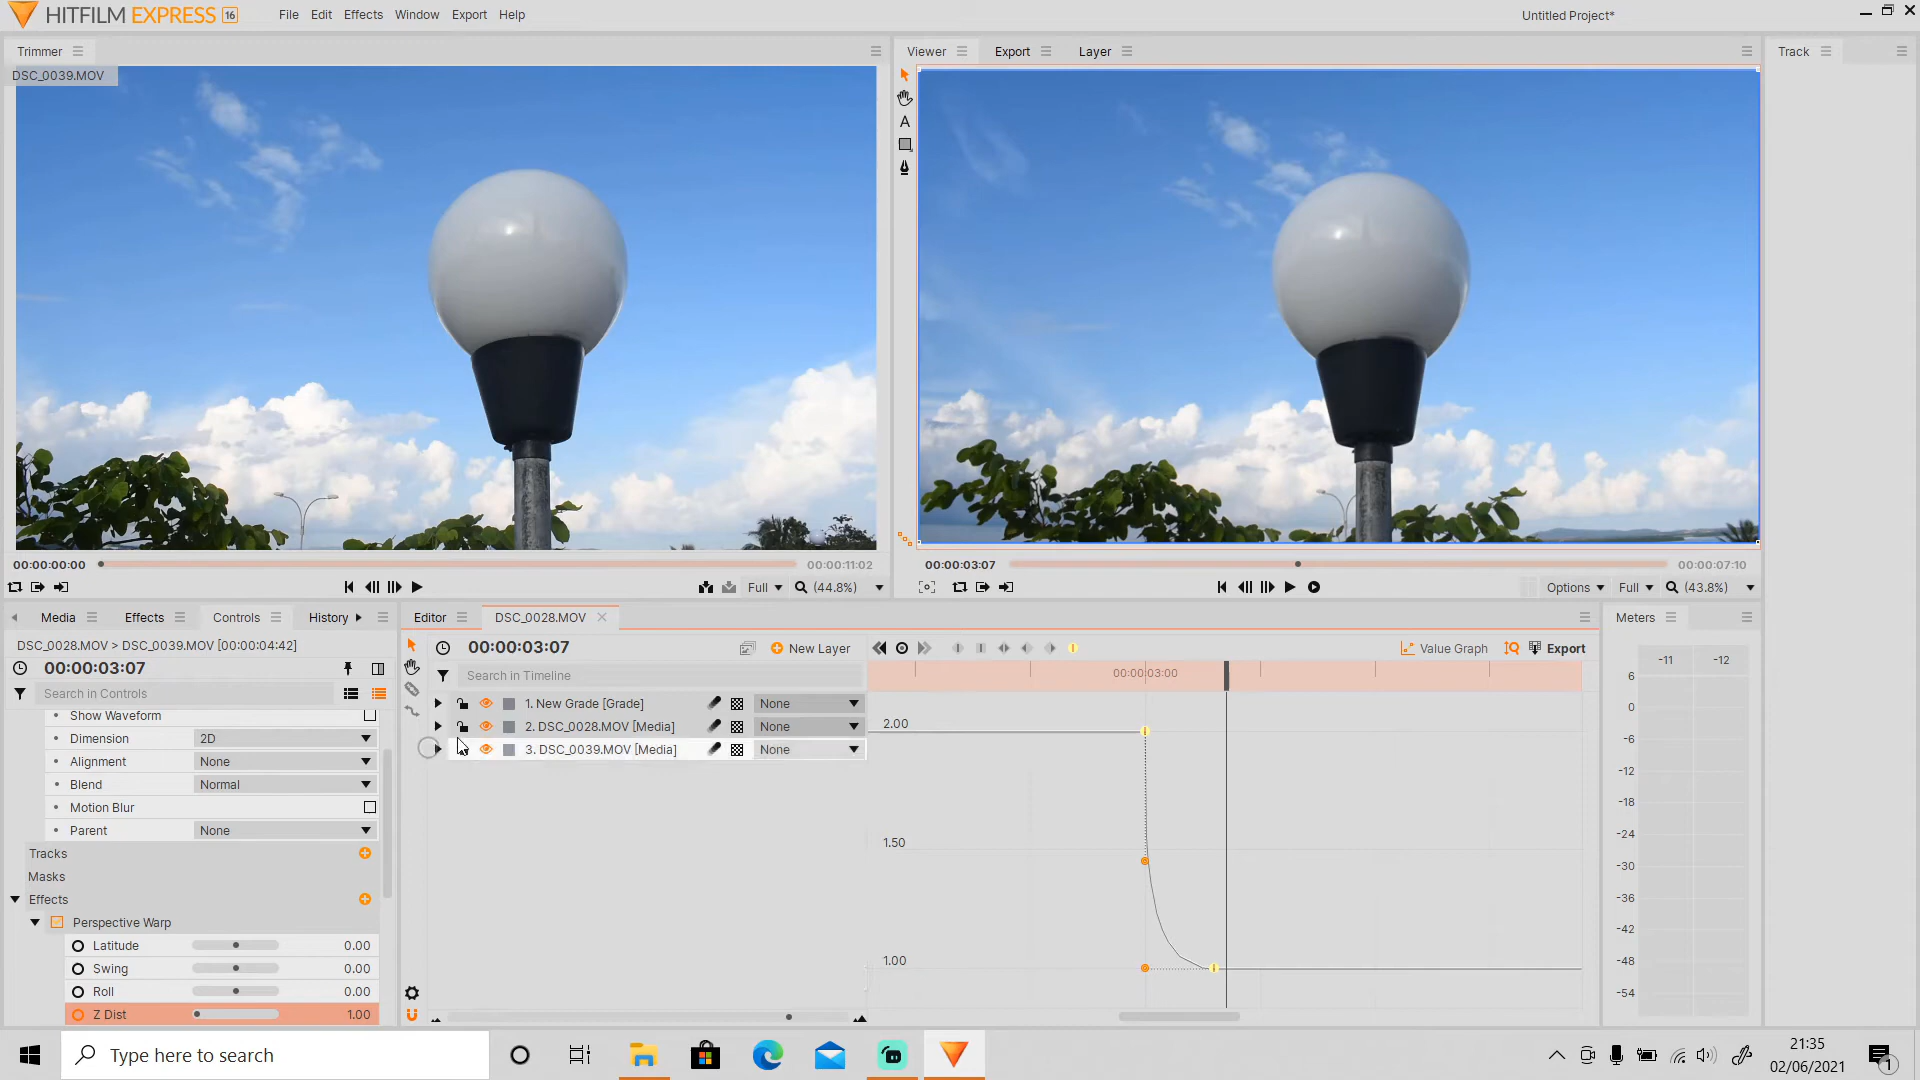 HITFILM EXPRESS 16 File Edit Effects Window Export Help Untitled Project*
Trimmer
Viewer Export Layer Track
DSC_0039.MOV
00:00:00:00 00:00:11:02
00:00:03:07 00:00:07:10
Full (44.8%)
Options Full (43.8%)
Media Effects Controls History
DSC_0028.MOV > DSC_0039.MOV [00:00:04:42]
00:00:03:07
Search in Controls
Show Waveform
Dimension 2D
Alignment None
Blend Normal
Motion Blur
Parent None
Tracks
Masks
Effects
Perspective Warp
Latitude 0.00
Swing 0.00
Roll 0.00
Z Dist 1.00
Editor DSC_0028.MOV
00:00:03:07 New Layer Value Graph Export
Search in Timeline 00:00:03:00
1. New Grade [Grade] None
2. DSC_0028.MOV [Media] None
3. DSC_0039.MOV [Media] None
2.00
1.50
1.00
Meters
-11 -12
6
0
-6
-12
-18
-24
-30
-36
-42
-48
-54
Type here to search
21:35
02/06/2021
1